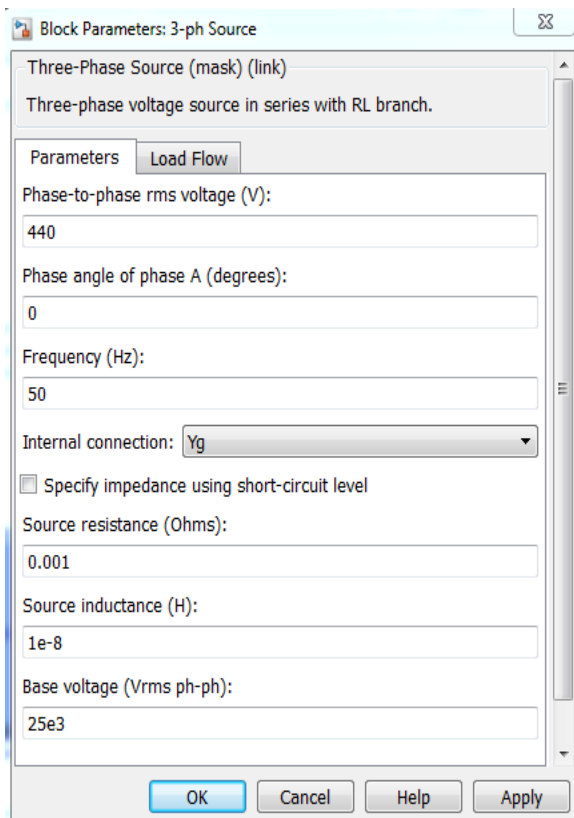 Block Parameters: 3-ph Source
Three-Phase Source (mask) (link)
Three-phase voltage source in series with RL branch.
Parameters Load Flow
Phase-to-phase rms voltage (V):
440
Phase angle of phase A (degrees):
0
Frequency (Hz):
50
Internal connection: Yg
Specify impedance using short-circuit level
Source resistance (Ohms):
0.001
Source inductance (H):
1e-8
Base voltage (Vrms ph-ph):
25e3
OK Cancel Help Apply